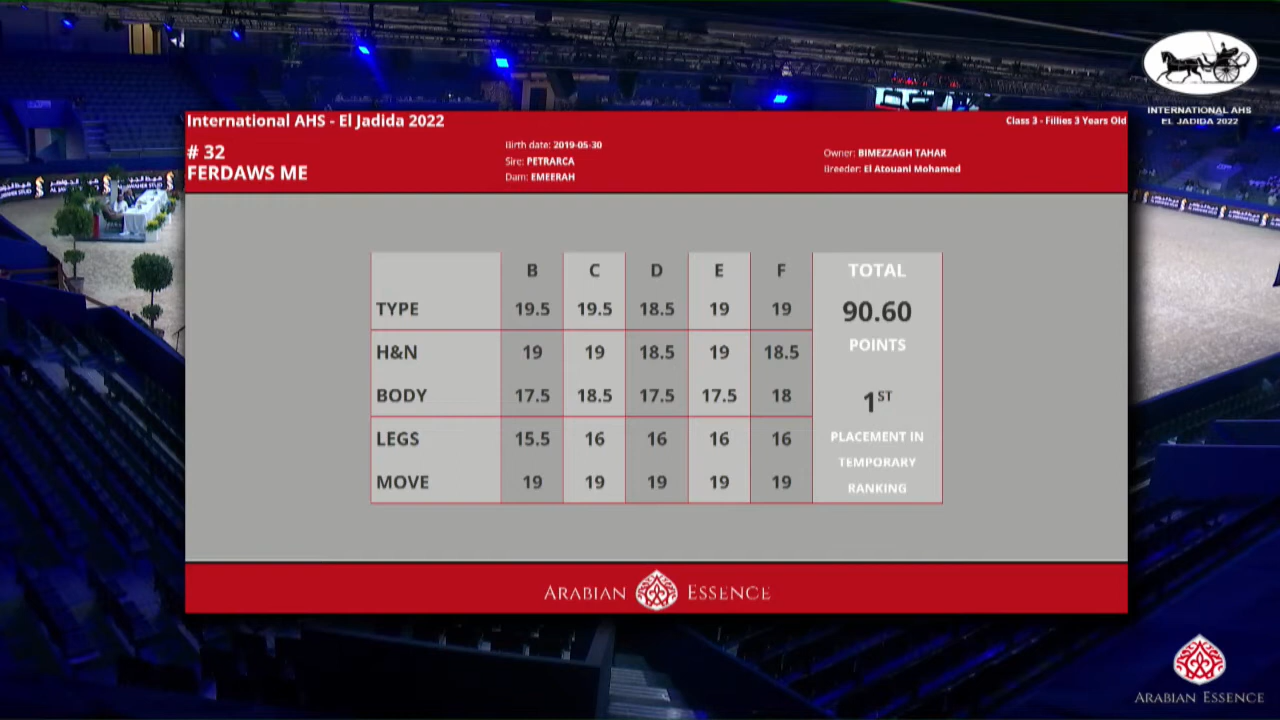 INTERNATIONAL AHS
EL JADIDA 2022
International AHS - El Jadida 2022
Class 3 - Fillies 3 Years Old
# 32
FERDAWS ME
Birth date: 2019-05-30
Sire: PETRARCA
Dam: EMEERAH
Owner: BIMEZZAGH TAHAR
Breeder: El Atouani Mohamed
B C D E F TOTAL
TYPE 19.5 19.5 18.5 19 19 90.60
POINTS
H&N 19 19 18.5 19 18.5
BODY 17.5 18.5 17.5 17.5 18 1ST
LEGS 15.5 16 16 16 16 PLACEMENT IN
TEMPORARY
MOVE 19 19 19 19 19 RANKING
ARABIAN ESSENCE
ARABIAN ESSENCE